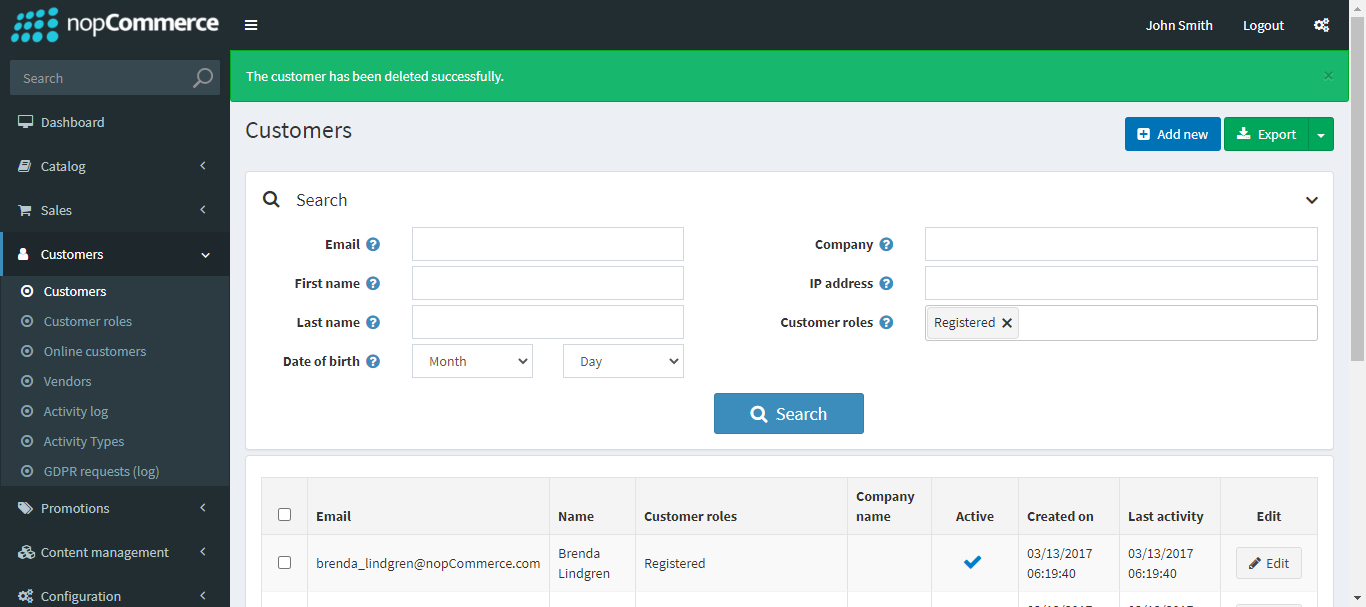 nopCommerce
John Smith
Logout
Search
The customer has been deleted successfully.
×
Dashboard
Catalog
Sales
Customers
Customers
Customer roles
Online customers
Vendors
Activity log
Activity Types
GDPR requests (log)
Promotions
Content management
Configuration
Customers
Add new
Export
Search
Email ?
Company ?
First name ?
IP address ?
Last name ?
Customer roles ?
Registered ×
Date of birth ?
Month
Day
Search
Email
Name
Customer roles
Company
name
Active
Created on
Last activity
Edit
brenda_lindgren@nopCommerce.com
Brenda
Lindgren
Registered
03/13/2017
06:19:40
03/13/2017
06:19:40
Edit